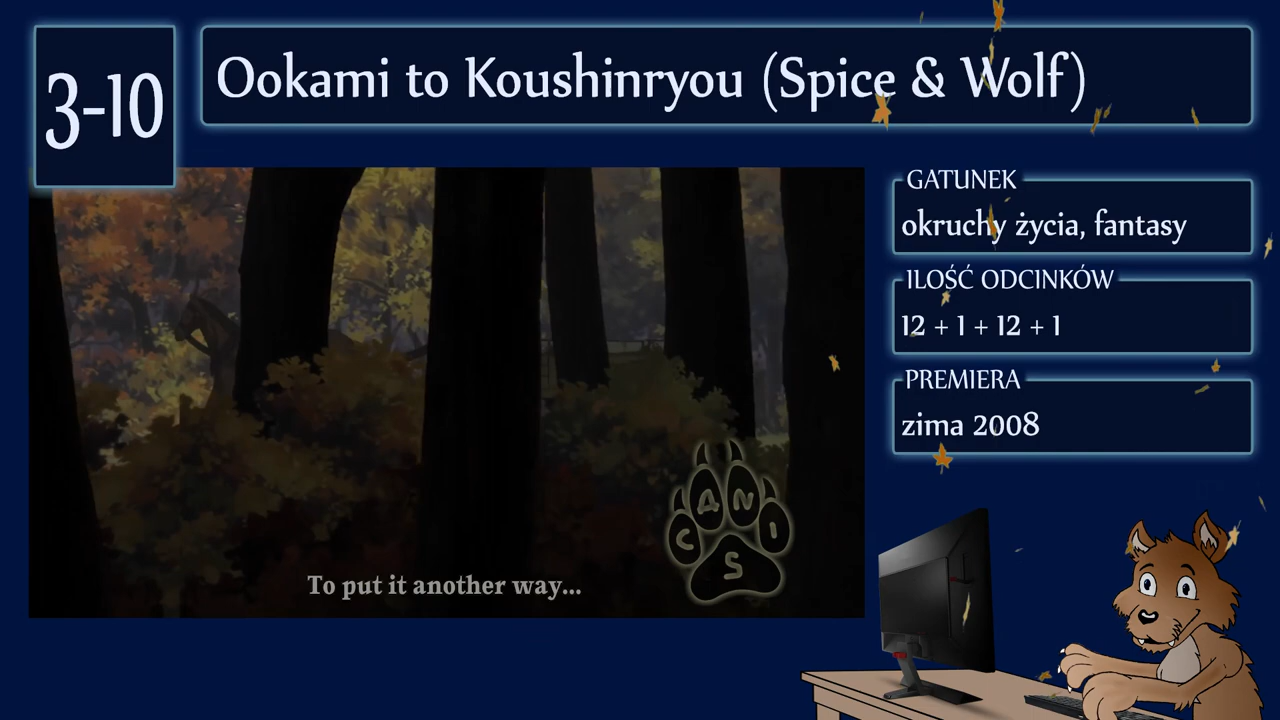 3-10
Ookami to Koushinryou (Spice & Wolf)
GATUNEK
okruchy życia, fantasy
ILOŚĆ ODCINKÓW
12 + 1 + 12 + 1
PREMIERA
zima 2008
CANIS
To put it another way...